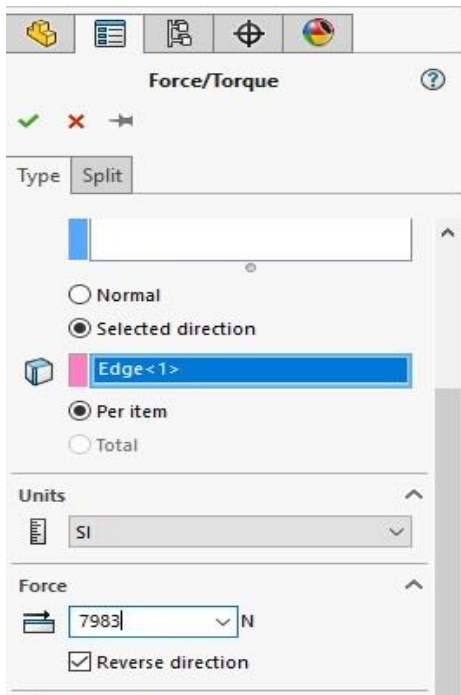 Force/Torque
Type Split
Normal
Selected direction
Edge<1>
Per item
Total
Units
SI
Force
7983 N
Reverse direction